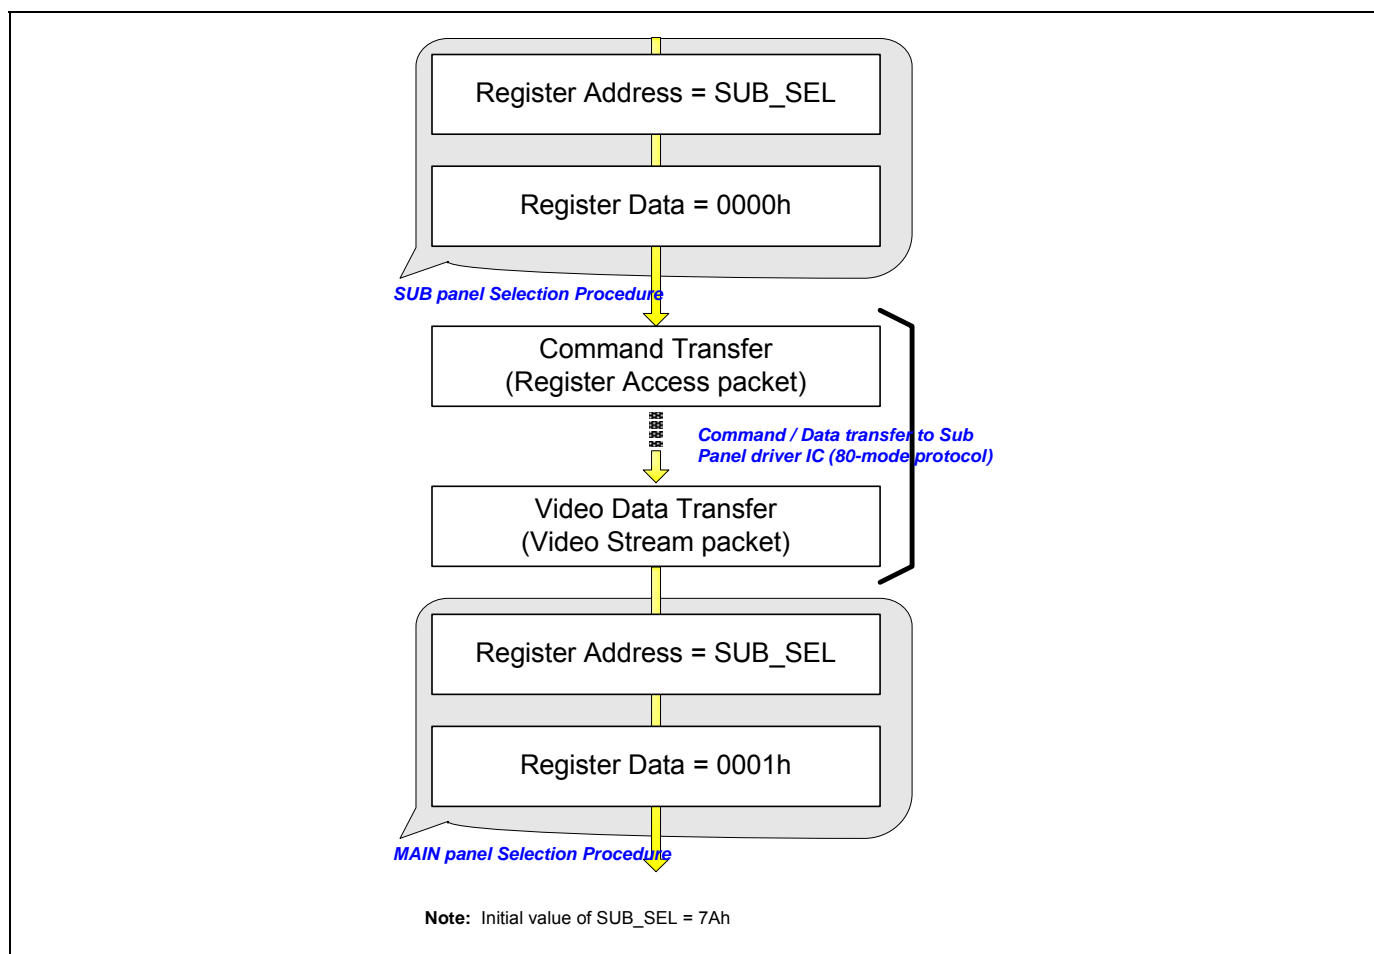 Register Address = SUB_SEL
Register Data = 0000h
SUB panel Selection Procedure
Command Transfer
(Register Access packet)
Command / Data transfer to Sub
Panel driver IC (80-mode protocol)
Video Data Transfer
(Video Stream packet)
Register Address = SUB_SEL
Register Data = 0001h
MAIN panel Selection Procedure
Note: Initial value of SUB_SEL = 7Ah